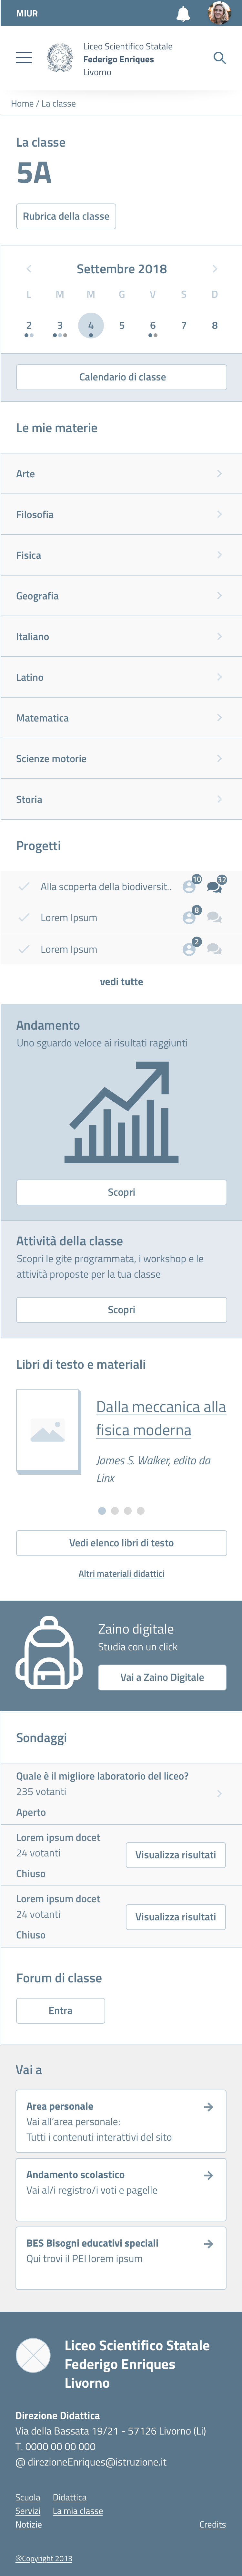 MIUR
Liceo Scientifico Statale
Federigo Enriques
Livorno
Home / La classe
La classe
5A
Rubrica della classe
Settembre 2018
L M M G V S D
2 3 4 5 6 7 8
Calendario di classe
Le mie materie
Arte
Filosofia
Fisica
Geografia
Italiano
Latino
Matematica
Scienze motorie
Storia
Progetti
Alla scoperta della biodiversit.. 10 32
Lorem Ipsum 8
Lorem Ipsum 2
vedi tutte
Andamento
Uno sguardo veloce ai risultati raggiunti
Scopri
Attività della classe
Scopri le gite programmata, i workshop e le
attività proposte per la tua classe
Scopri
Libri di testo e materiali
Dalla meccanica alla
fisica moderna
James S. Walker, edito da
Linx
Vedi elenco libri di testo
Altri materiali didattici
Zaino digitale
Studia con un click
Vai a Zaino Digitale
Sondaggi
Quale è il migliore laboratorio del liceo?
235 votanti
Aperto
Lorem ipsum docet
24 votanti
Visualizza risultati
Chiuso
Lorem ipsum docet
24 votanti
Visualizza risultati
Chiuso
Forum di classe
Entra
Vai a
Area personale
Vai all'area personale:
Tutti i contenuti interattivi del sito
Andamento scolastico
Vai al/i registro/i voti e pagelle
BES Bisogni educativi speciali
Qui trovi il PEI lorem ipsum
Liceo Scientifico Statale
Federigo Enriques
Livorno
Direzione Didattica
Via della Bassata 19/21 - 57126 Livorno (Li)
T. 0000 00 00 000
@ direzioneEnriques@istruzione.it
Scuola Didattica
Servizi La mia classe
Notizie Credits
©Copyright 2013